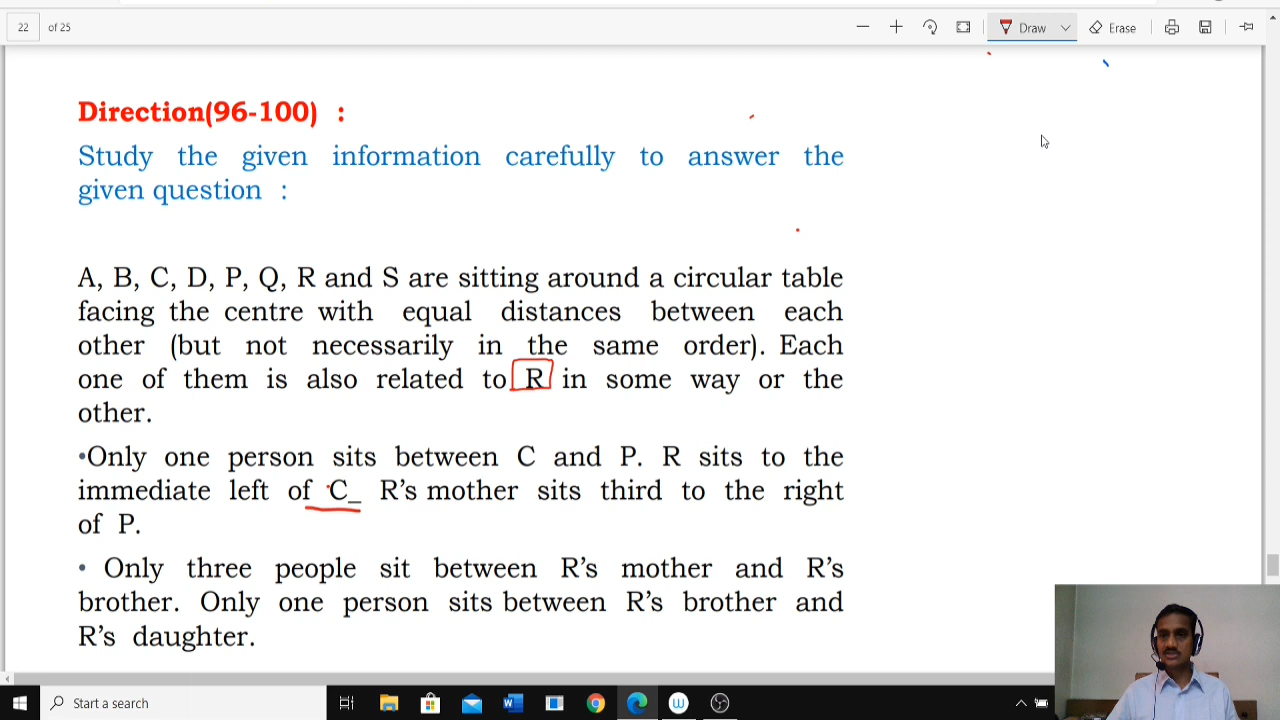 22 of 25
Draw
Erase
Direction(96-100) :
Study the given information carefully to answer the
given question :
A, B, C, D, P, Q, R and S are sitting around a circular table
facing the centre with equal distances between each
other (but not necessarily in the same order). Each
one of them is also related to R in some way or the
other.
•Only one person sits between C and P. R sits to the
immediate left of C_ R’s mother sits third to the right
of P.
• Only three people sit between R’s mother and R’s
brother. Only one person sits between R’s brother and
R’s daughter.
Start a search